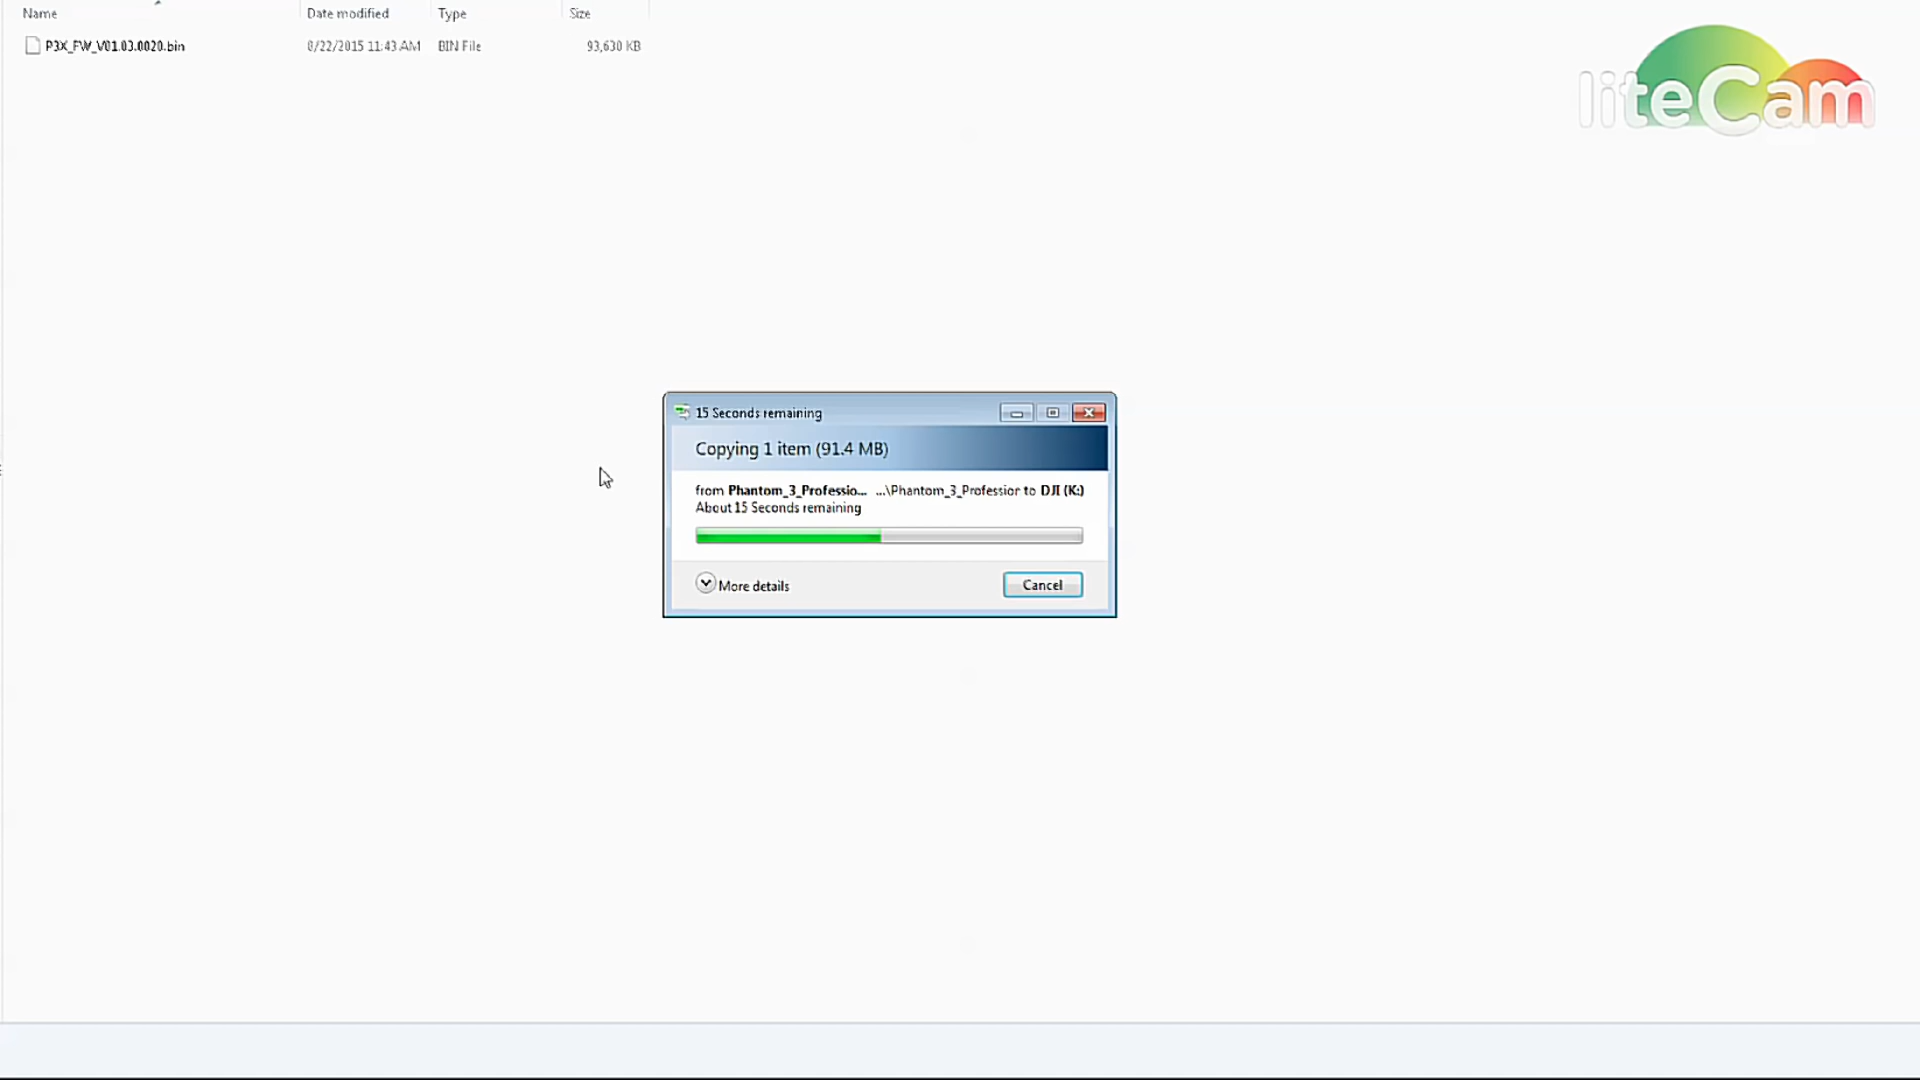 Name Date modified Type Size
P3X_FW_V01.03.0020.bin 8/22/2015 11:43 AM BIN File 93,630 KB
liteCam
15 Seconds remaining
Copying 1 item (91.4 MB)
from Phantom_3_Professio... ...\Phantom_3_Professior to DJI (K:)
About 15 Seconds remaining
More details Cancel